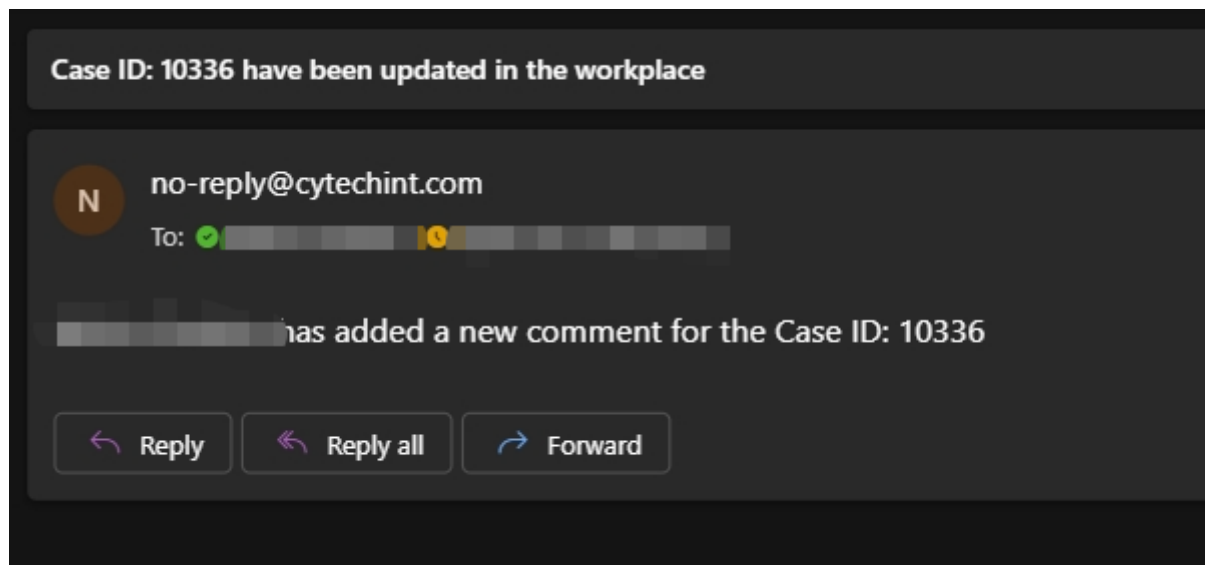 Case ID: 10336 have been updated in the workplace
N
no-reply@cytechint.com
To:
has added a new comment for the Case ID: 10336
Reply Reply all Forward